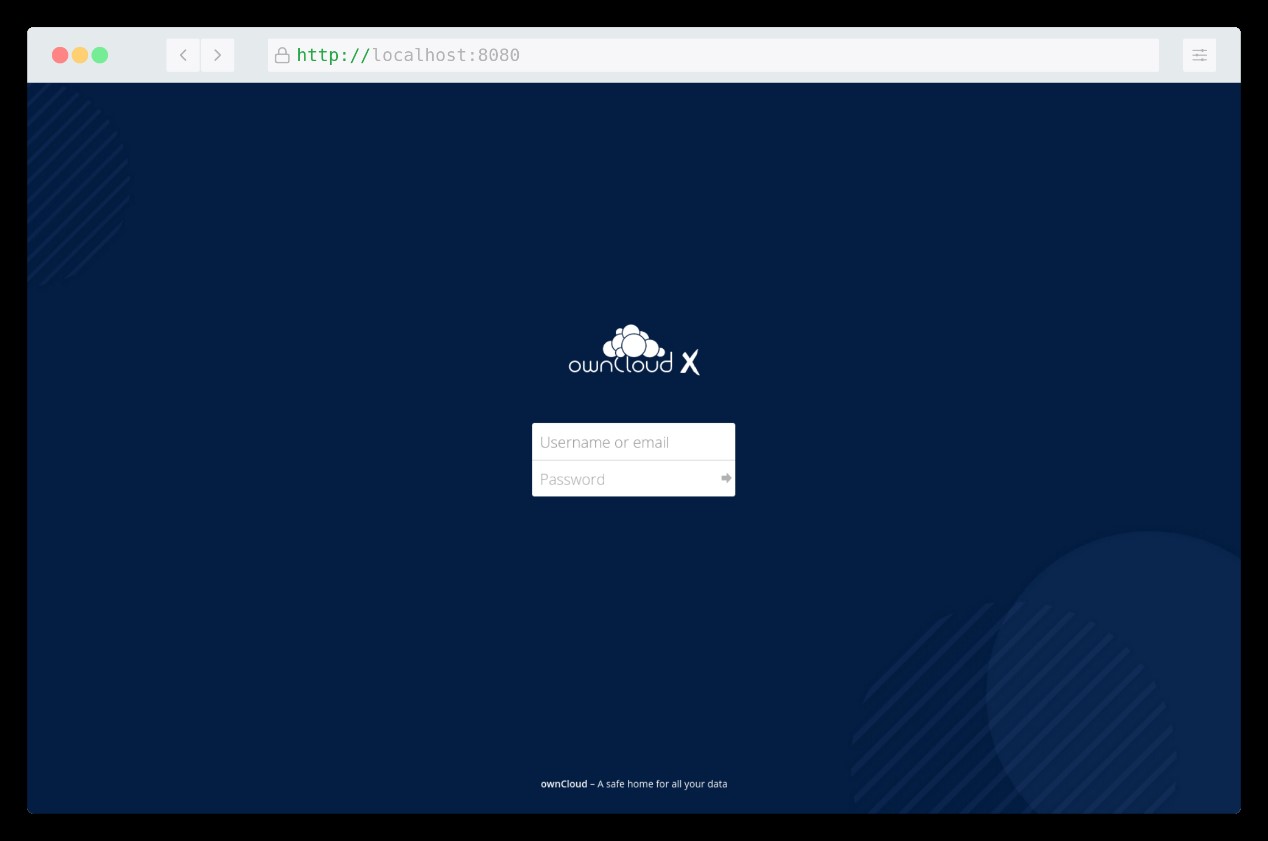 http://localhost:8080
ownCloud X
Username or email
Password
ownCloud – A safe home for all your data